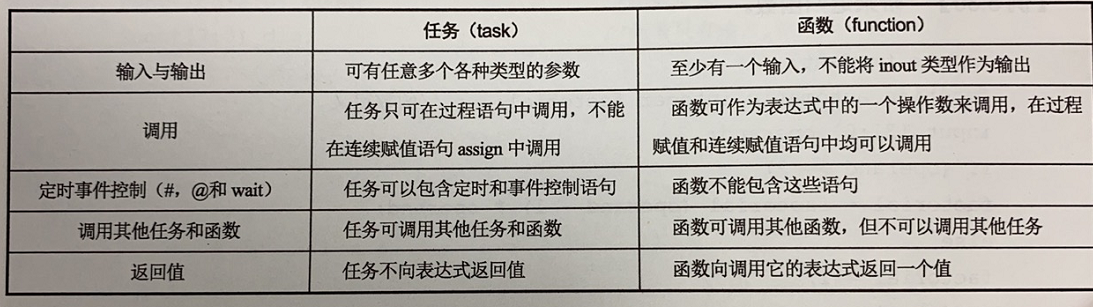 任务（task）
函数（function）
输入与输出
可有任意多个各种类型的参数
至少有一个输入，不能将 inout 类型作为输出
调用
任务只可在过程语句中调用，不能
在连续赋值语句 assign 中调用
函数可作为表达式中的一个操作数来调用，在过程
赋值和连续赋值语句中均可以调用
定时事件控制（#，@和 wait）
任务可以包含定时和事件控制语句
函数不能包含这些语句
调用其他任务和函数
任务可调用其他任务和函数
函数可调用其他函数，但不可以调用其他任务
返回值
任务不向表达式返回值
函数向调用它的表达式返回一个值